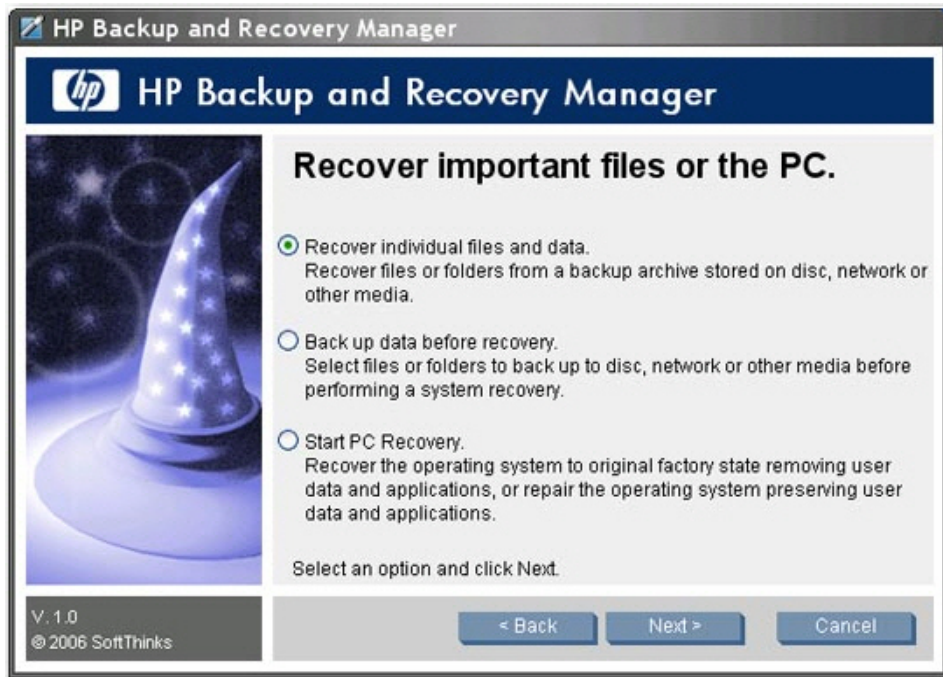 HP Backup and Recovery Manager
hp HP Backup and Recovery Manager
Recover important files or the PC.
Recover individual files and data.
Recover files or folders from a backup archive stored on disc, network or
other media.
Back up data before recovery.
Select files or folders to back up to disc, network or other media before
performing a system recovery.
Start PC Recovery.
Recover the operating system to original factory state removing user
data and applications, or repair the operating system preserving user
data and applications.
Select an option and click Next.
V. 1.0
© 2006 SoftThinks
< Back Next > Cancel